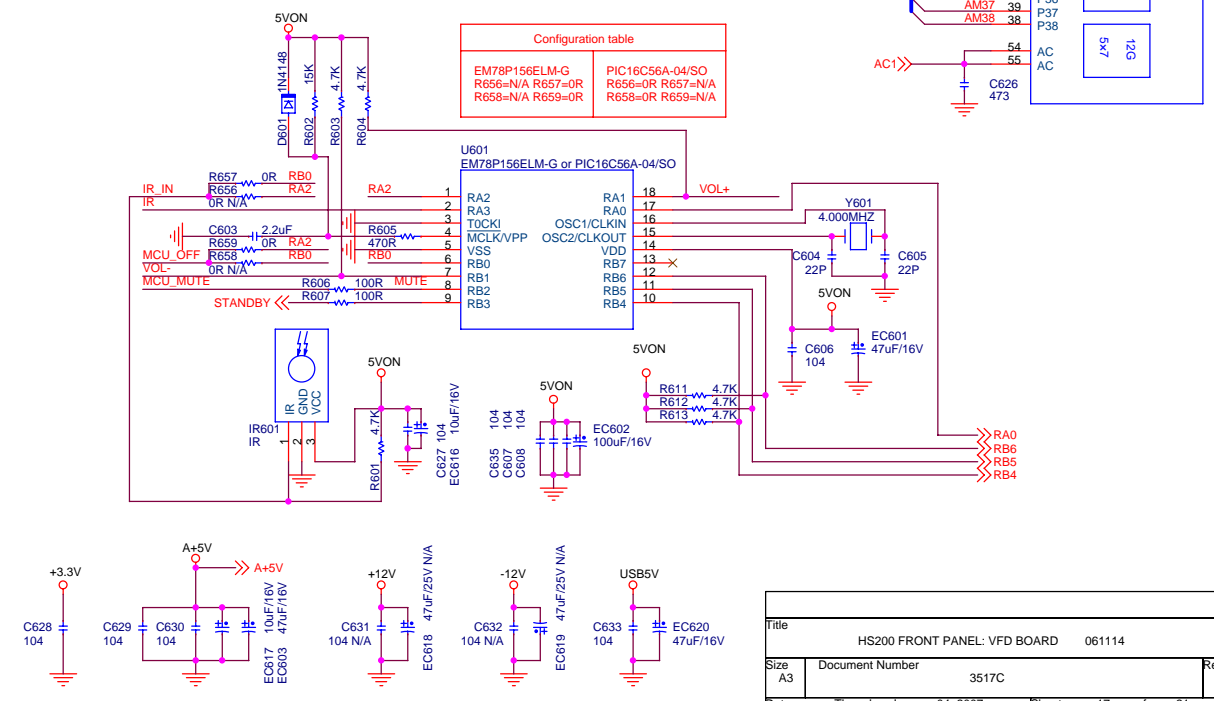 5VON
1N4148
D601
15K
R602
4.7K
R603
4.7K
R604
Configuration table
EM78P156ELM-G
R656=N/A R657=0R
R658=N/A R659=0R
PIC16C56A-04/SO
R656=0R R657=N/A
R658=0R R659=N/A
AM37 39 P37
AM38 38 P38
54 AC
55 AC
AC1
C626
473
5x7
12G
U601
EM78P156ELM-G or PIC16C56A-04/SO
R657 0R RB0
IR_IN R656 RA2
IR 0R N/A
RA2
C603 2.2uF
R659 0R RA2
MCU_OFF R658 RB0
VOL- 0R N/A
MCU_MUTE R606 100R MUTE
STANDBY R607 100R
R605
470R
RB0
1 RA2
2 RA3
3 T0CKI
4 MCLK/VPP
5 VSS
6 RB0
7 RB1
8 RB2
9 RB3
RA1 18 VOL+
RA0 17
OSC1/CLKIN 16
OSC2/CLKOUT 15
VDD 14
RB7 13
RB6 12
RB5 11
RB4 10
Y601
4.000MHZ
C604
22P
C605
22P
5VON
C606
104
EC601
47uF/16V
IR
GND
VCC
IR601
IR
1
2
3
5VON
4.7K
R601
C627 104
EC616 10uF/16V
5VON
C635 104
C607 104
C608 104
EC602
100uF/16V
5VON
R611 4.7K
R612 4.7K
R613 4.7K
RA0
RB6
RB5
RB4
+3.3V
C628
104
A+5V
A+5V
C629
104
C630
104
EC617 10uF/16V
EC603 47uF/16V
+12V
C631
104 N/A
EC618 47uF/25V N/A
-12V
C632
104 N/A
EC619 47uF/25V N/A
USB5V
C633
104
EC620
47uF/16V
Title
HS200 FRONT PANEL: VFD BOARD 061114
Size
A3
Document Number
3517C